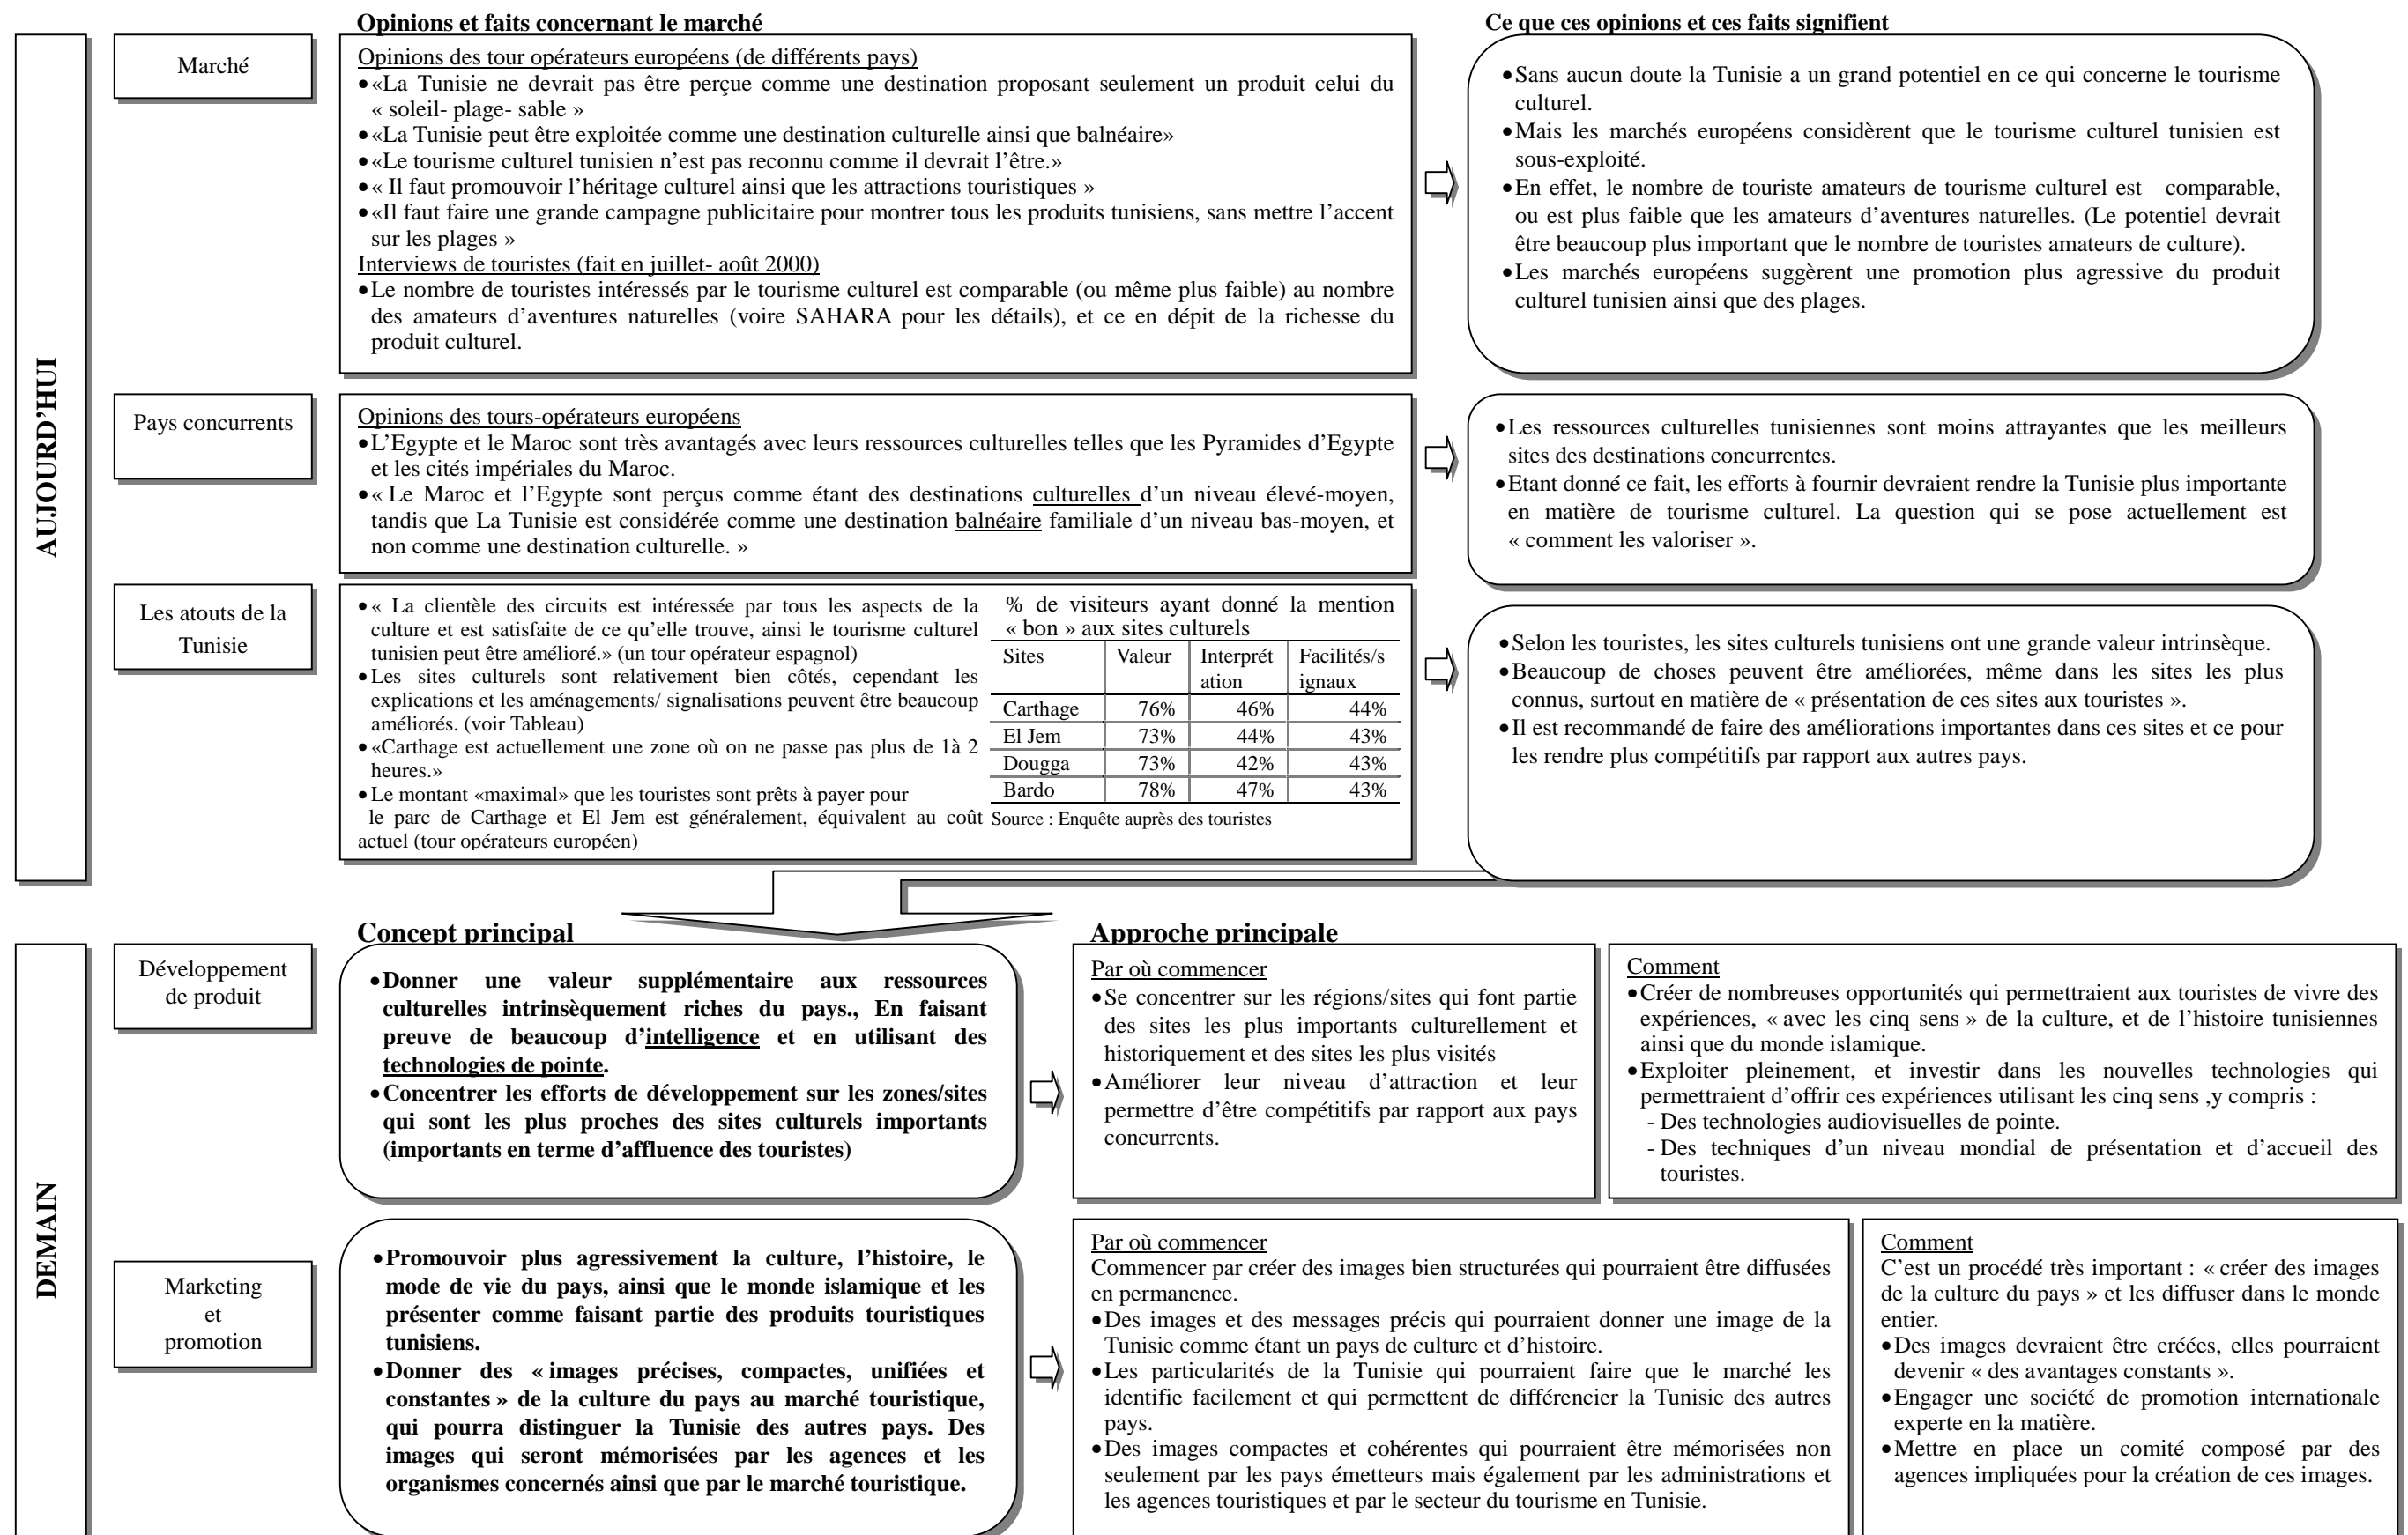 Opinions et faits concernant le marché
Ce que ces opinions et ces faits signifient
AUJOURD'HUI
Marché
Opinions des tour opérateurs européens (de différents pays)
•«La Tunisie ne devrait pas être perçue comme une destination proposant seulement un produit celui du
« soleil- plage- sable »
•«La Tunisie peut être exploitée comme une destination culturelle ainsi que balnéaire»
•«Le tourisme culturel tunisien n'est pas reconnu comme il devrait l'être.»
•« Il faut promouvoir l'héritage culturel ainsi que les attractions touristiques »
•«Il faut faire une grande campagne publicitaire pour montrer tous les produits tunisiens, sans mettre l'accent
sur les plages »
Interviews de touristes (fait en juillet- août 2000)
•Le nombre de touristes intéressés par le tourisme culturel est comparable (ou même plus faible) au nombre
des amateurs d'aventures naturelles (voire SAHARA pour les détails), et ce en dépit de la richesse du
produit culturel.
•Sans aucun doute la Tunisie a un grand potentiel en ce qui concerne le tourisme
culturel.
•Mais les marchés européens considèrent que le tourisme culturel tunisien est
sous-exploité.
•En effet, le nombre de touriste amateurs de tourisme culturel est comparable,
ou est plus faible que les amateurs d'aventures naturelles. (Le potentiel devrait
être beaucoup plus important que le nombre de touristes amateurs de culture).
•Les marchés européens suggèrent une promotion plus agressive du produit
culturel tunisien ainsi que des plages.
Pays concurrents
Opinions des tours-opérateurs européens
•L'Egypte et le Maroc sont très avantagés avec leurs ressources culturelles telles que les Pyramides d'Egypte
et les cités impériales du Maroc.
•« Le Maroc et l'Egypte sont perçus comme étant des destinations culturelles d'un niveau élevé-moyen,
tandis que La Tunisie est considérée comme une destination balnéaire familiale d'un niveau bas-moyen, et
non comme une destination culturelle. »
•Les ressources culturelles tunisiennes sont moins attrayantes que les meilleurs
sites des destinations concurrentes.
•Etant donné ce fait, les efforts à fournir devraient rendre la Tunisie plus importante
en matière de tourisme culturel. La question qui se pose actuellement est
« comment les valoriser ».
Les atouts de la
Tunisie
•« La clientèle des circuits est intéressée par tous les aspects de la
culture et est satisfaite de ce qu'elle trouve, ainsi le tourisme culturel
tunisien peut être amélioré.» (un tour opérateur espagnol)
•Les sites culturels sont relativement bien côtés, cependant les
explications et les aménagements/ signalisations peuvent être beaucoup
améliorés. (voir Tableau)
•«Carthage est actuellement une zone où on ne passe pas plus de 1à 2
heures.»
•Le montant «maximal» que les touristes sont prêts à payer pour
le parc de Carthage et El Jem est généralement, équivalent au coût
actuel (tour opérateurs européen)
% de visiteurs ayant donné la mention
« bon » aux sites culturels
Sites Valeur Interprét Facilités/s
ation ignaux
Carthage 76% 46% 44%
El Jem 73% 44% 43%
Dougga 73% 42% 43%
Bardo 78% 47% 43%
Source : Enquête auprès des touristes
•Selon les touristes, les sites culturels tunisiens ont une grande valeur intrinsèque.
•Beaucoup de choses peuvent être améliorées, même dans les sites les plus
connus, surtout en matière de « présentation de ces sites aux touristes ».
•Il est recommandé de faire des améliorations importantes dans ces sites et ce pour
les rendre plus compétitifs par rapport aux autres pays.
Concept principal
Approche principale
DEMAIN
Développement
de produit
•Donner une valeur supplémentaire aux ressources
culturelles intrinsèquement riches du pays., En faisant
preuve de beaucoup d'intelligence et en utilisant des
technologies de pointe.
•Concentrer les efforts de développement sur les zones/sites
qui sont les plus proches des sites culturels importants
(importants en terme d'affluence des touristes)
Par où commencer
•Se concentrer sur les régions/sites qui font partie
des sites les plus importants culturellement et
historiquement et des sites les plus visités
•Améliorer leur niveau d'attraction et leur
permettre d'être compétitifs par rapport aux pays
concurrents.
Comment
•Créer de nombreuses opportunités qui permettraient aux touristes de vivre des
expériences, « avec les cinq sens » de la culture, et de l'histoire tunisiennes
ainsi que du monde islamique.
•Exploiter pleinement, et investir dans les nouvelles technologies qui
permettraient d'offrir ces expériences utilisant les cinq sens ,y compris :
- Des technologies audiovisuelles de pointe.
- Des techniques d'un niveau mondial de présentation et d'accueil des
touristes.
Marketing
et
promotion
•Promouvoir plus agressivement la culture, l'histoire, le
mode de vie du pays, ainsi que le monde islamique et les
présenter comme faisant partie des produits touristiques
tunisiens.
•Donner des « images précises, compactes, unifiées et
constantes » de la culture du pays au marché touristique,
qui pourra distinguer la Tunisie des autres pays. Des
images qui seront mémorisées par les agences et les
organismes concernés ainsi que par le marché touristique.
Par où commencer
Commencer par créer des images bien structurées qui pourraient être diffusées
en permanence.
•Des images et des messages précis qui pourraient donner une image de la
Tunisie comme étant un pays de culture et d'histoire.
•Les particularités de la Tunisie qui pourraient faire que le marché les
identifie facilement et qui permettent de différencier la Tunisie des autres
pays.
•Des images compactes et cohérentes qui pourraient être mémorisées non
seulement par les pays émetteurs mais également par les administrations et
les agences touristiques et par le secteur du tourisme en Tunisie.
Comment
C'est un procédé très important : « créer des images
de la culture du pays » et les diffuser dans le monde
entier.
•Des images devraient être créées, elles pourraient
devenir « des avantages constants ».
•Engager une société de promotion internationale
experte en la matière.
•Mettre en place un comité composé par des
agences impliquées pour la création de ces images.